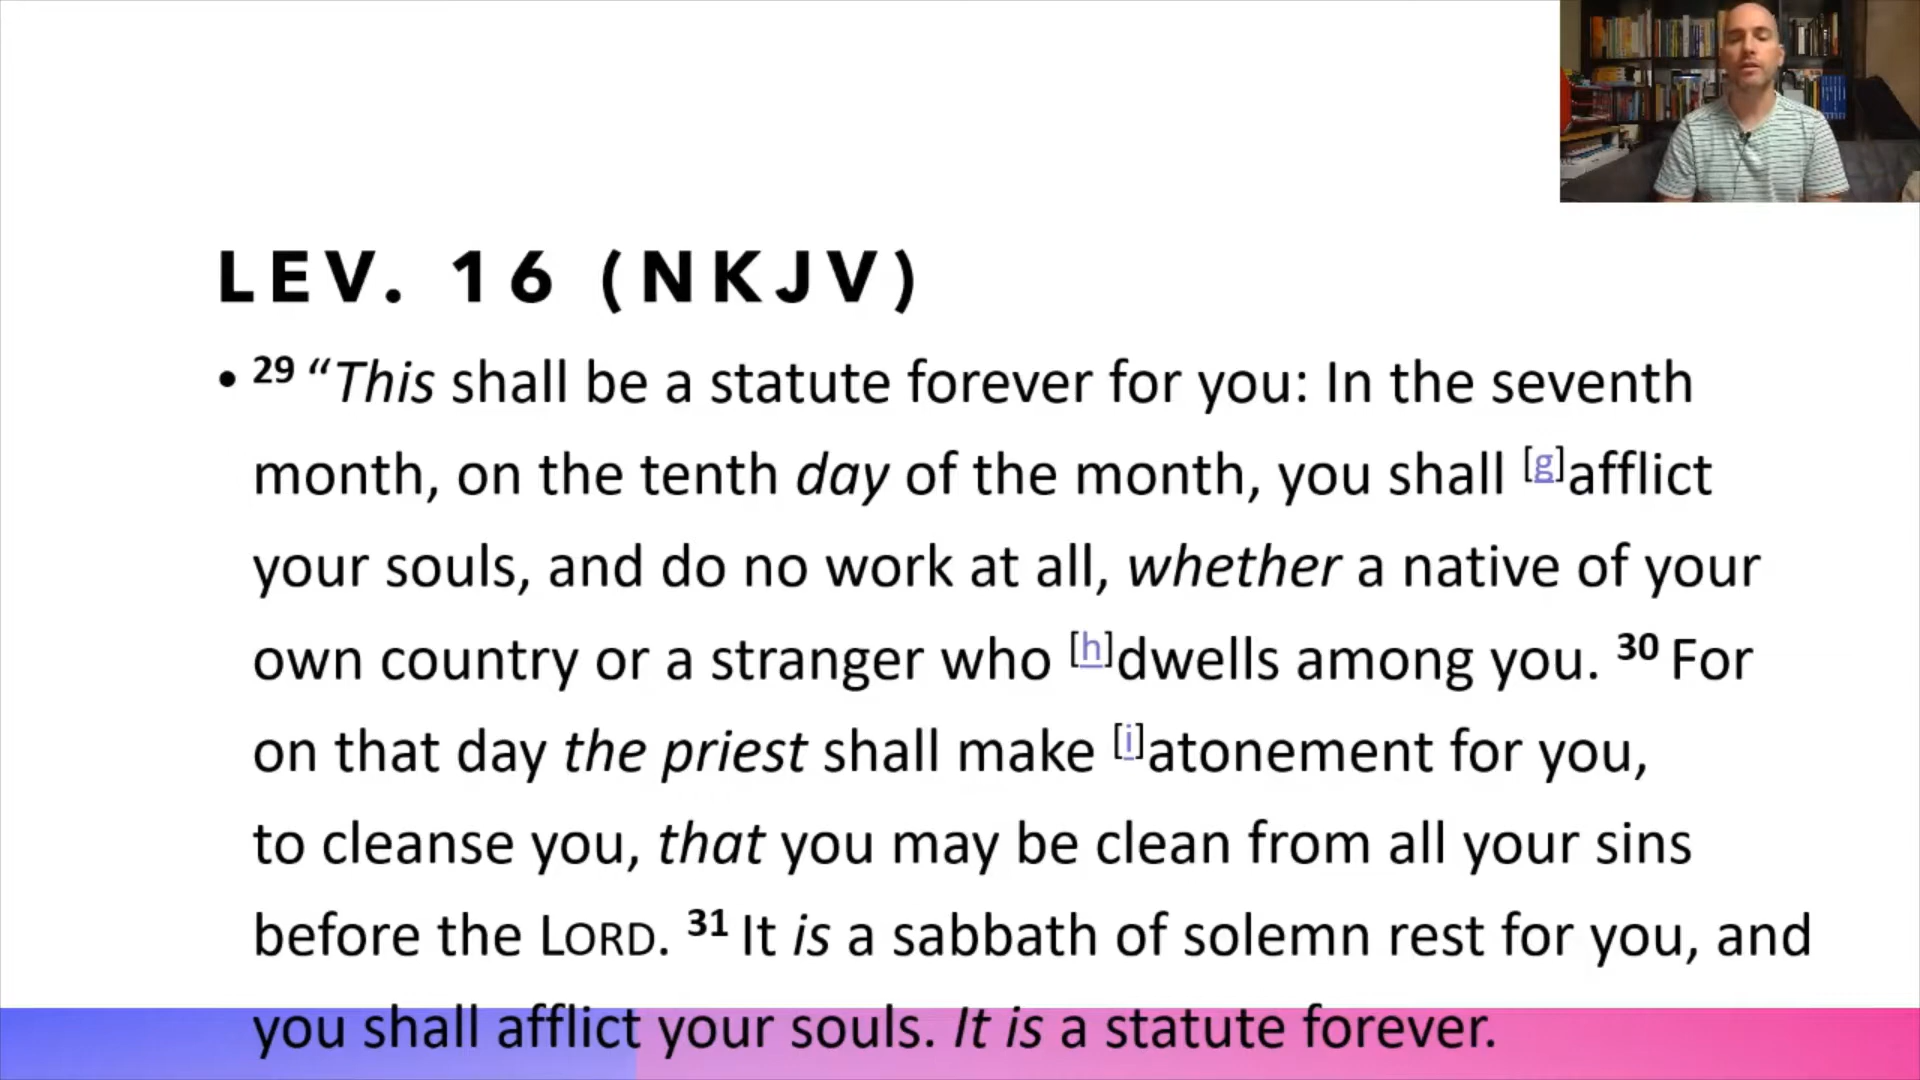 LEV. 16 (NKJV)
• 29 “This shall be a statute forever for you: In the seventh
month, on the tenth day of the month, you shall [g]afflict
your souls, and do no work at all, whether a native of your
own country or a stranger who [h]dwells among you. 30 For
on that day the priest shall make [i]atonement for you,
to cleanse you, that you may be clean from all your sins
before the LORD. 31 It is a sabbath of solemn rest for you, and
you shall afflict your souls. It is a statute forever.